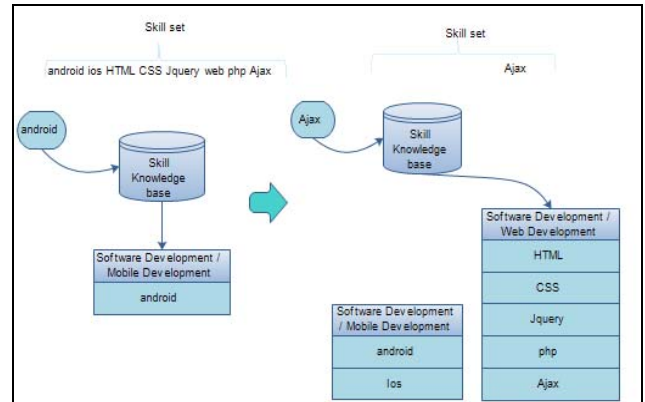 Skill set
android ios HTML CSS Jquery web php Ajax
android
Skill
Knowledge
base
Software Development /
Mobile Development
android
Skill set
Ajax
Ajax
Skill
Knowledge
base
Software Development
/ Mobile Development
android
Ios
Software Development /
Web Development
HTML
CSS
Jquery
php
Ajax